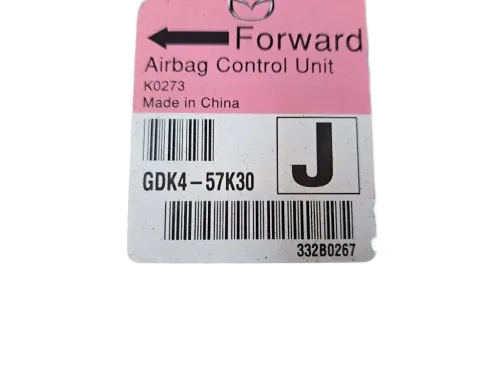 Forward
Airbag Control Unit
K0273
Made in China
J
GDK4-57K30
332B0267